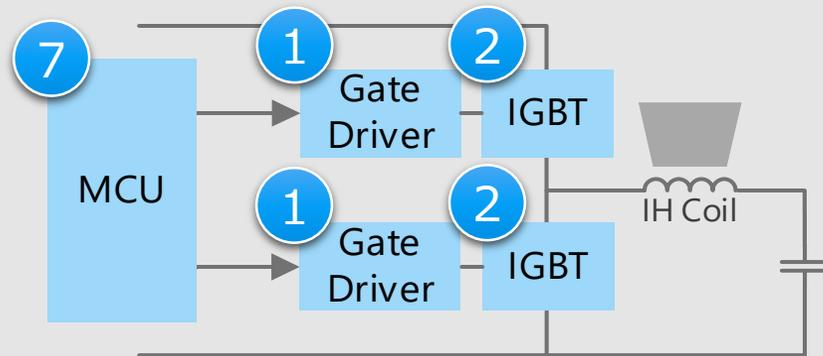 7
MCU
1
Gate
Driver
2
IGBT
IH Coil
1
Gate
Driver
2
IGBT